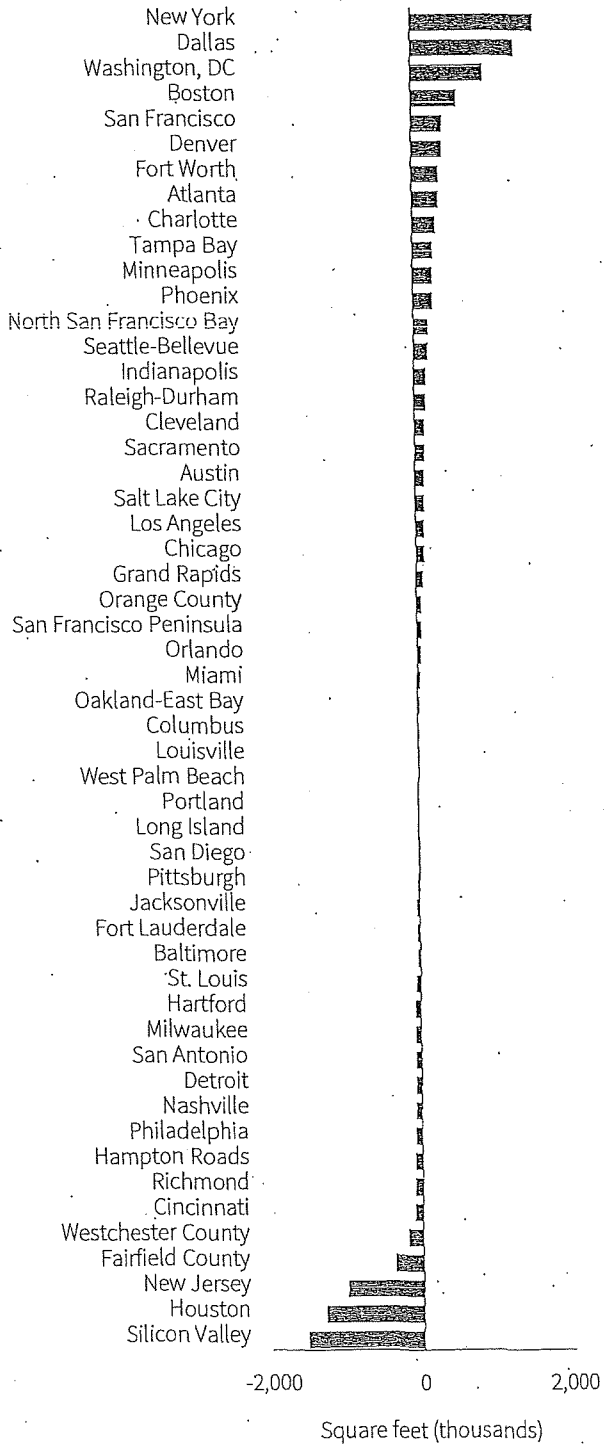 New York
Dallas
Washington, DC
Boston
San Francisco
Denver
Fort Worth
Atlanta
Charlotte
Tampa Bay
Minneapolis
Phoenix
North San Francisco Bay
Seattle-Bellevue
Indianapolis
Raleigh-Durham
Cleveland
Sacramento
Austin
Salt Lake City
Los Angeles
Chicago
Grand Rapids
Orange County
San Francisco Peninsula
Orlando
Miami
Oakland-East Bay
Columbus
Louisville
West Palm Beach
Portland
Long Island
San Diego
Pittsburgh
Jacksonville
Fort Lauderdale
Baltimore
St. Louis
Hartford
Milwaukee
San Antonio
Detroit
Nashville
Philadelphia
Hampton Roads
Richmond
Cincinnati
Westchester County
Fairfield County
New Jersey
Houston
Silicon Valley
-2,000 0 2,000
Square feet (thousands)